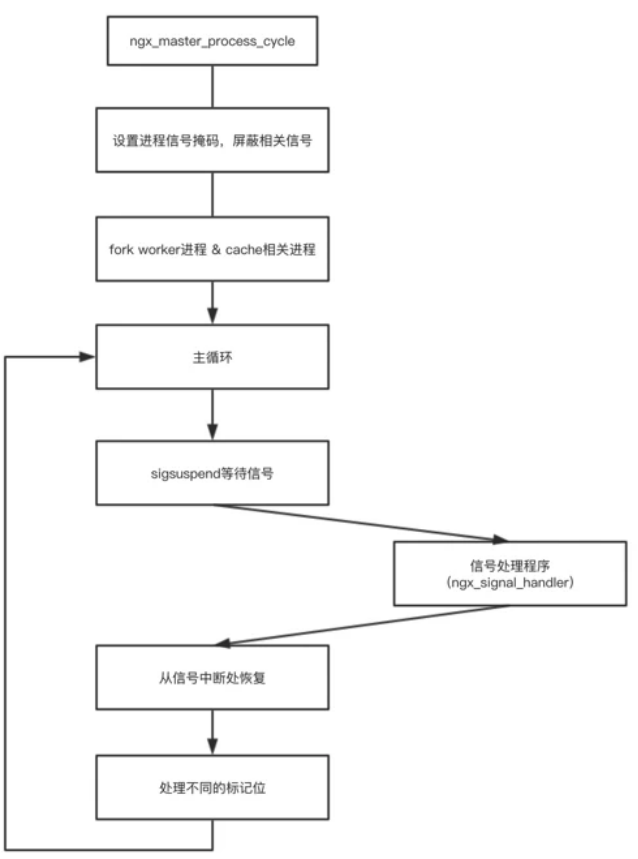 ngx_master_process_cycle
设置进程信号掩码，屏蔽相关信号
fork worker进程 & cache相关进程
主循环
sigsuspend等待信号
信号处理程序
（ngx_signal_handler）
从信号中断处恢复
处理不同的标记位